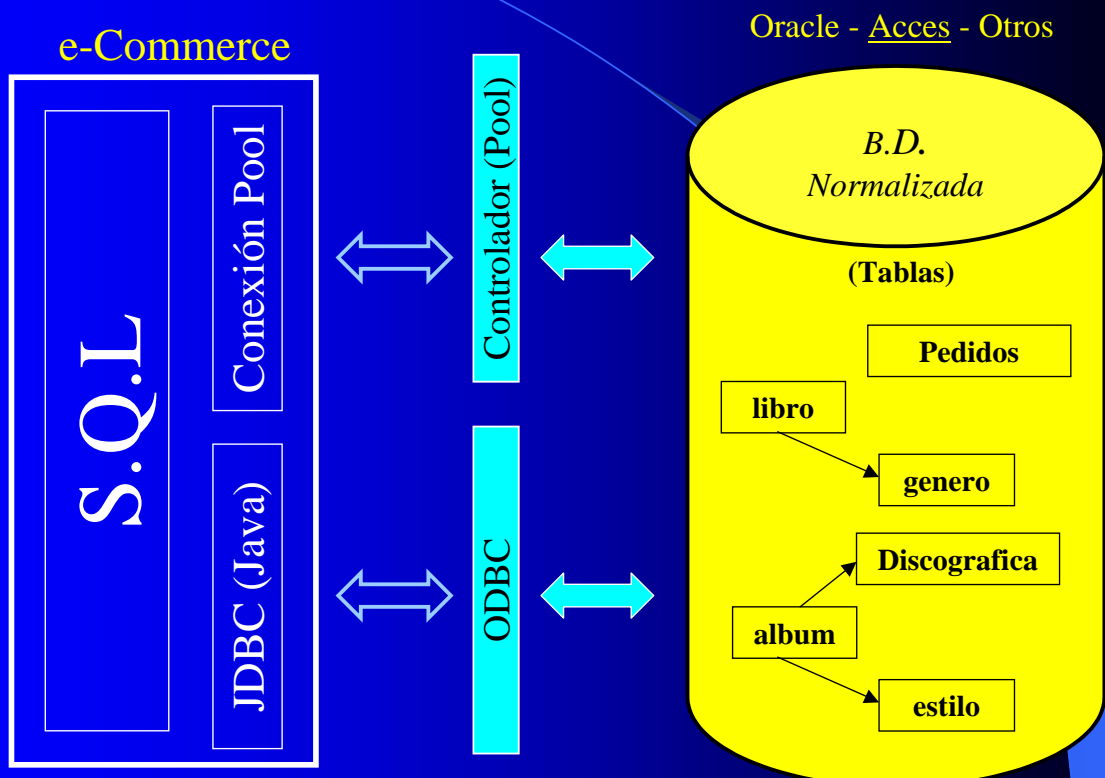 e-Commerce
Oracle - Acces - Otros
S.Q.L
Conexión Pool
JDBC (Java)
Controlador (Pool)
ODBC
B.D.
Normalizada
(Tablas)
Pedidos
libro
genero
Discografica
album
estilo